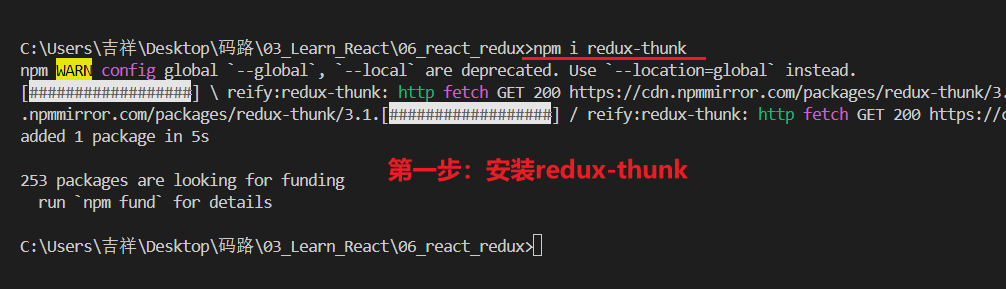 C:\Users\吉祥\Desktop\码路\03_Learn_React\06_react_redux>npm i redux-thunk
npm WARN config global `--global`, `--local` are deprecated. Use `--location=global` instead.
[##################] \ reify:redux-thunk: http fetch GET 200 https://cdn.npmmirror.com/packages/redux-thunk/3.
.npmmirror.com/packages/redux-thunk/3.1.[##################] / reify:redux-thunk: http fetch GET 200 https://c
added 1 package in 5s
第一步：安装redux-thunk
253 packages are looking for funding
run `npm fund` for details
C:\Users\吉祥\Desktop\码路\03_Learn_React\06_react_redux>